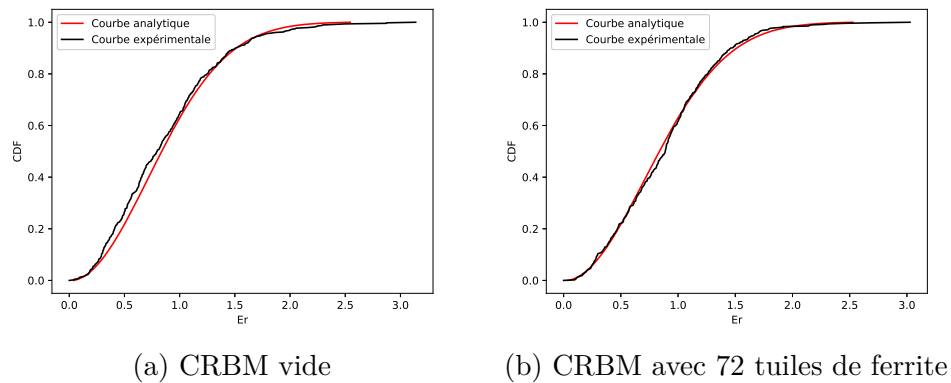 Courbe analytique
Courbe expérimentale
1.0
0.8
0.6
0.4
0.2
0.0
CDF
0.0 0.5 1.0 1.5 2.0 2.5 3.0
Er
(a) CRBM vide
Courbe analytique
Courbe expérimentale
1.0
0.8
0.6
0.4
0.2
0.0
CDF
0.0 0.5 1.0 1.5 2.0 2.5 3.0
Er
(b) CRBM avec 72 tuiles de ferrite